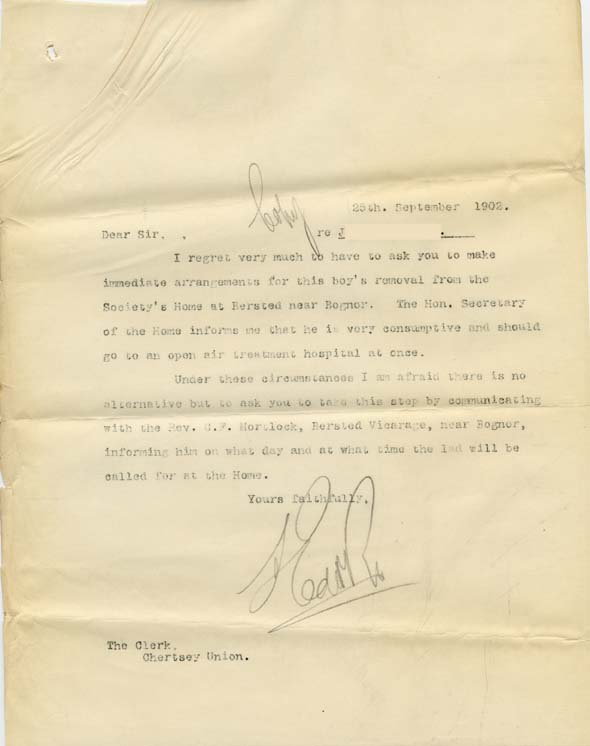 Copy
25th. September 1902.
Dear Sir. , re J
I regret very much to have to ask you to make
immediate arrangements for this boy's removal from the
Society's Home at Bersted near Bognor. The Hon. Secretary
of the Home informs me that he is very consumptive and should
go to an open air treatment hospital at once.
Under these circumstances I am afraid there is no
alternative but to ask you to take this step by communicating
with the Rev. C.F. Mortlock, Bersted Vicarage, near Bognor,
informing him on what day and at what time the lad will be
called for at the Home.
Yours faithfully.
The Clerk.
Chertsey Union.